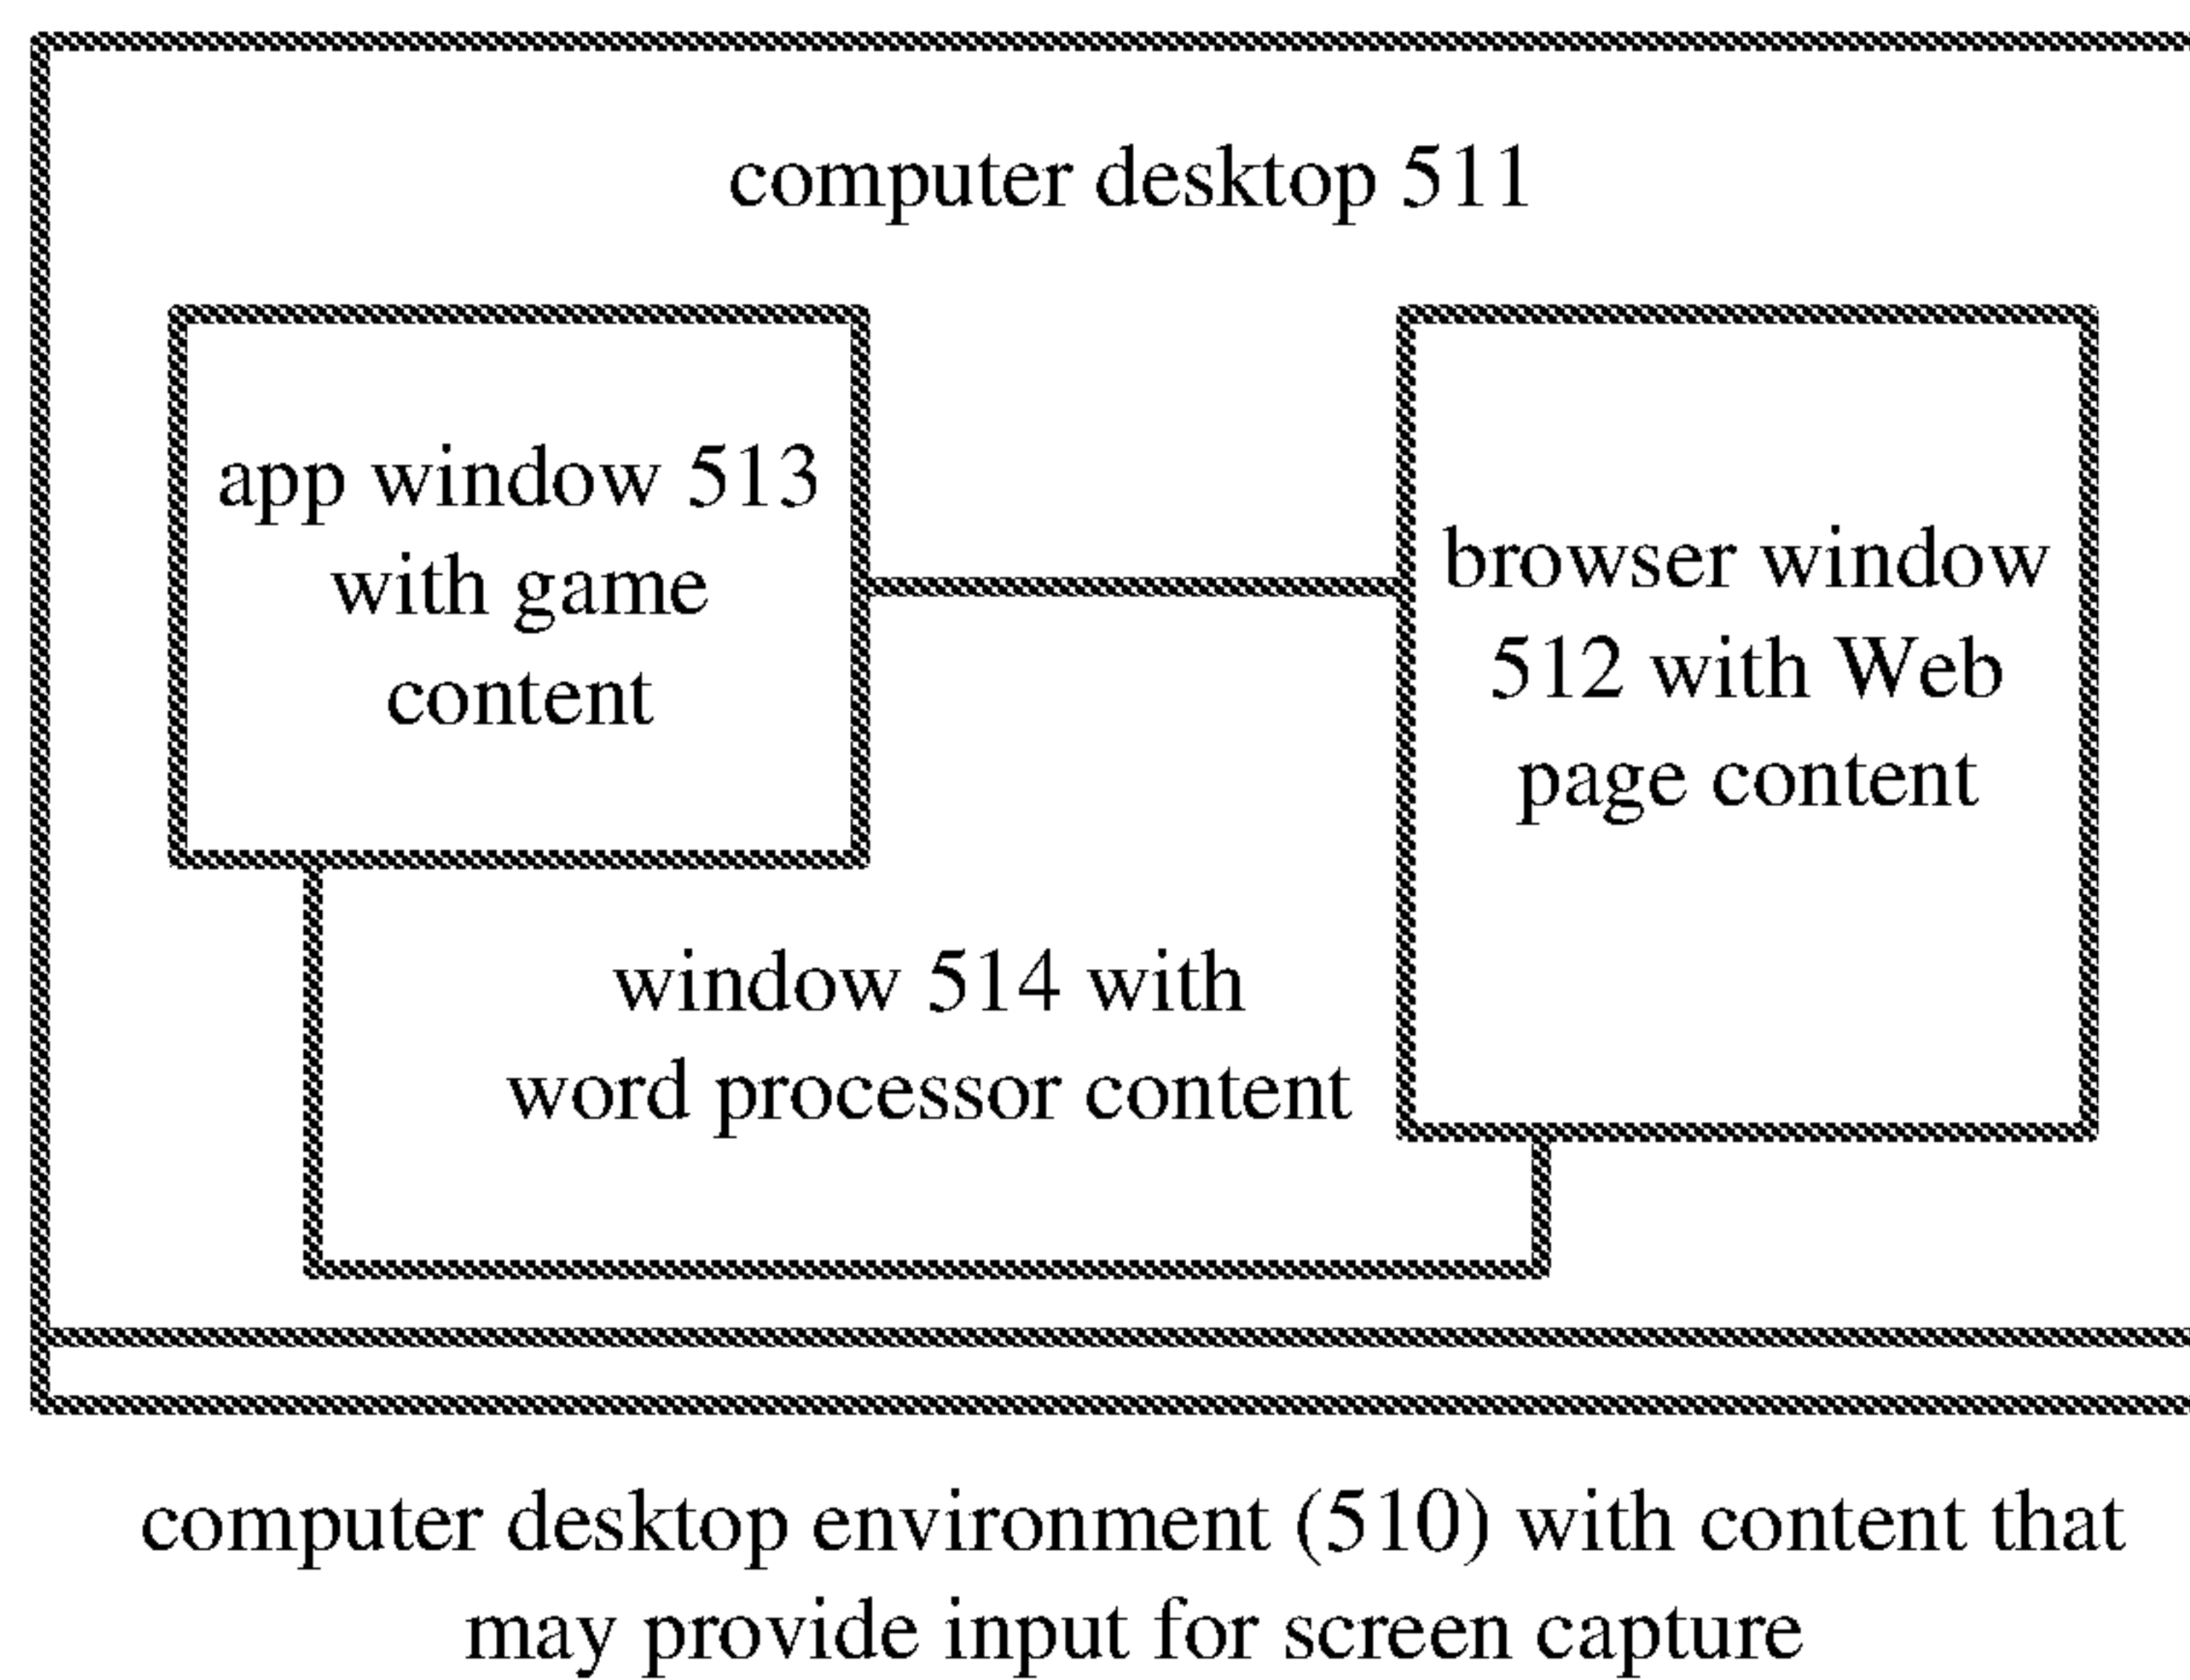 computer desktop 511
app window 513
with game
content
browser window
512 with Web
page content
window 514 with
word processor content
computer desktop environment (510) with content that
may provide input for screen capture